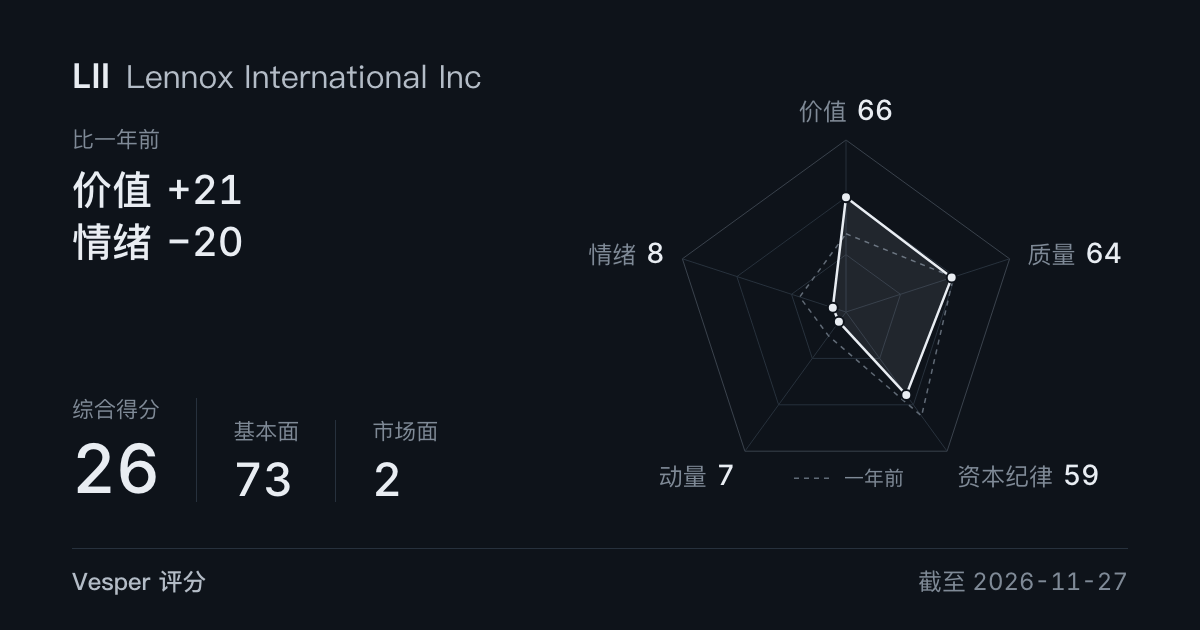 LII Lennox International Inc
比一年前
价值 +21
情绪 −20
综合得分
26
基本面
73
市场面
2
价值 66
质量 64
资本纪律 59
动量 7
情绪 8
一年前
Vesper 评分
截至 2026-11-27